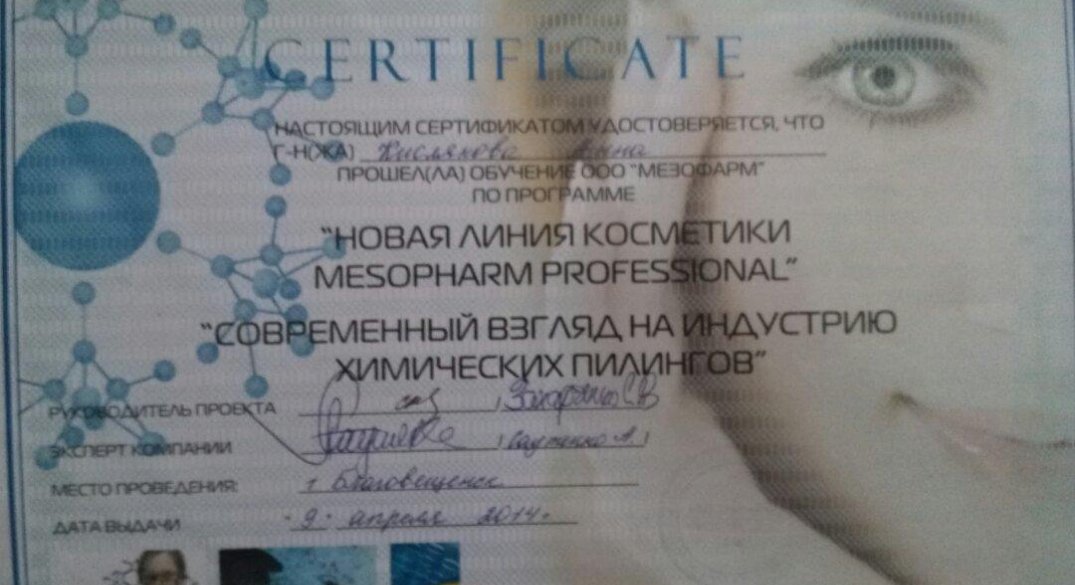 CERTIFICATE
НАСТОЯЩИМ СЕРТИФИКАТОМ УДОСТОВЕРЯЕТСЯ, ЧТО
Г-Н(ЖА) Кислякова Анна
ПРОШЕЛ(ЛА) ОБУЧЕНИЕ ООО "МЕЗОФАРМ"
ПО ПРОГРАММЕ
"НОВАЯ ЛИНИЯ КОСМЕТИКИ
MESOPHARM PROFESSIONAL"
"СОВРЕМЕННЫЙ ВЗГЛЯД НА ИНДУСТРИЮ
ХИМИЧЕСКИХ ПИЛИНГОВ"
РУКОВОДИТЕЛЬ ПРОЕКТА
ЭКСПЕРТ КОМПАНИИ
МЕСТО ПРОВЕДЕНИЯ: г Благовещенск
ДАТА ВЫДАЧИ 9 апреля 2014